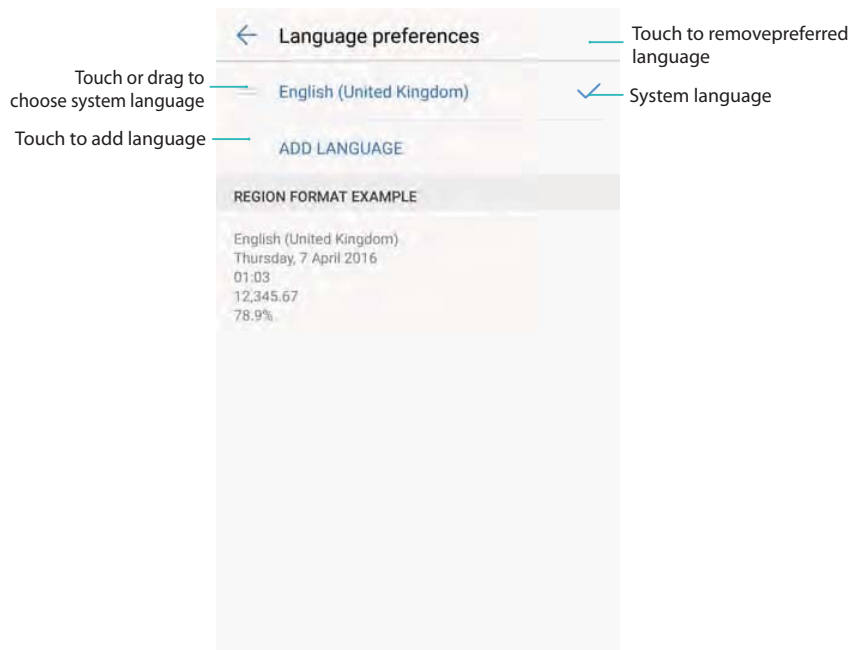 Language preferences
Touch to removepreferred
language
Touch or drag to
choose system language
English (United Kingdom)
System language
Touch to add language
ADD LANGUAGE
REGION FORMAT EXAMPLE
English (United Kingdom)
Thursday, 7 April 2016
01:03
12,345.67
78.9%